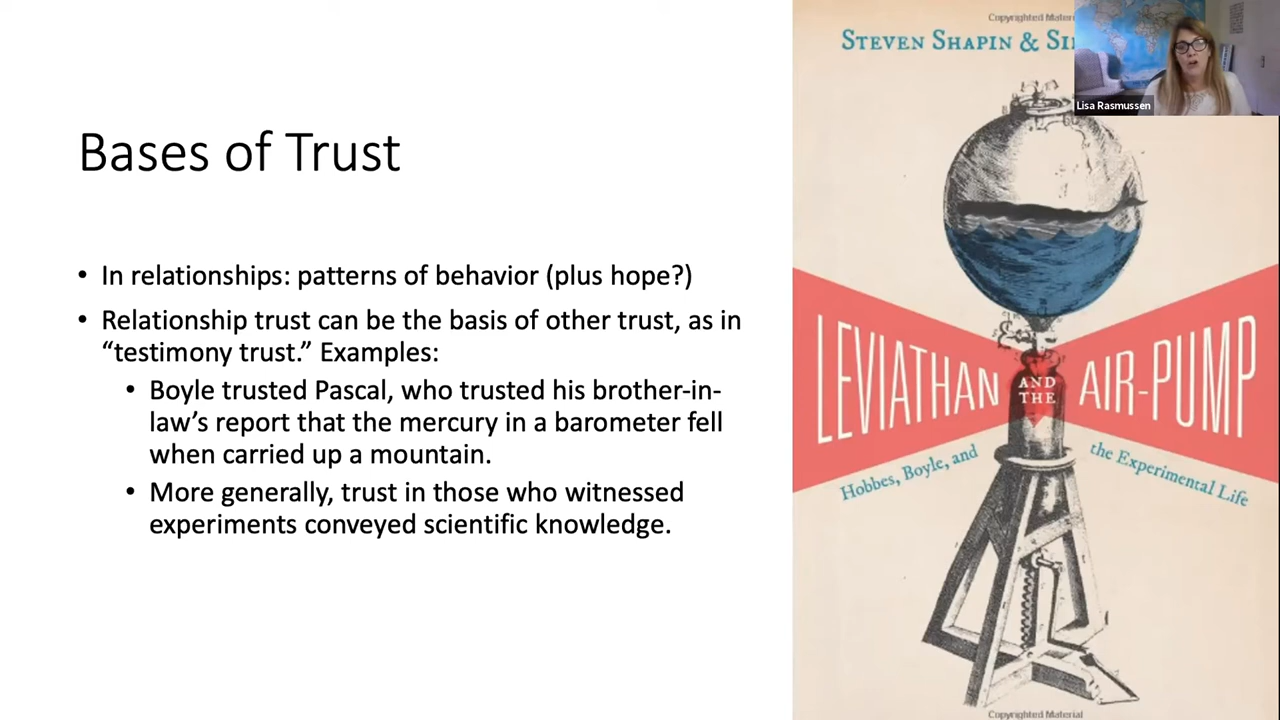 Bases of Trust
• In relationships: patterns of behavior (plus hope?)
• Relationship trust can be the basis of other trust, as in
“testimony trust.” Examples:
• Boyle trusted Pascal, who trusted his brother-in-
law’s report that the mercury in a barometer fell
when carried up a mountain.
• More generally, trust in those who witnessed
experiments conveyed scientific knowledge.
Copyrighted
STEVEN SHAPIN &
LEVIATHAN
AND
THE
AIR-PUMP
Hobbes, Boyle, and
the Experimental Life
Copyrighted Material
Lisa Rasmussen